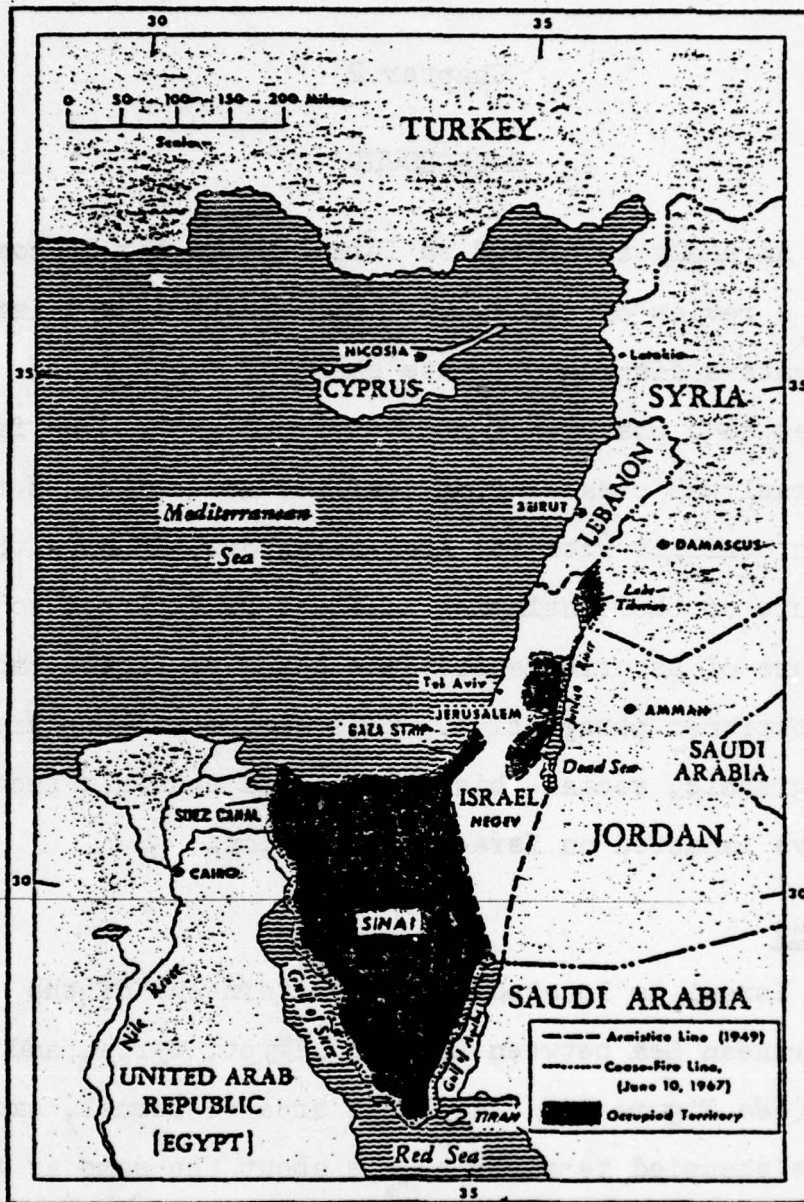 30 35
0 50 100 150 200 Miles
Scale
TURKEY
NICOSIA
CYPRUS
Latakia
35 35
SYRIA
LEBANON
Mediterranean
Sea
BEIRUT
DAMASCUS
Lake
Tiberias
Tel Aviv
Jordan River
JERUSALEM
AMMAN
GAZA STRIP
SAUDI
ARABIA
Dead Sea
ISRAEL
NEGEV
SUEZ CANAL
JORDAN
CAIRO
30 30
SINAI
Nile River
Gulf of Suez
Gulf of Aqaba
SAUDI ARABIA
UNITED ARAB
REPUBLIC
(EGYPT)
TIRAN
Red Sea
Armistice Line (1949)
Cease-Fire Line,
(June 10, 1967)
Occupied Territory
35